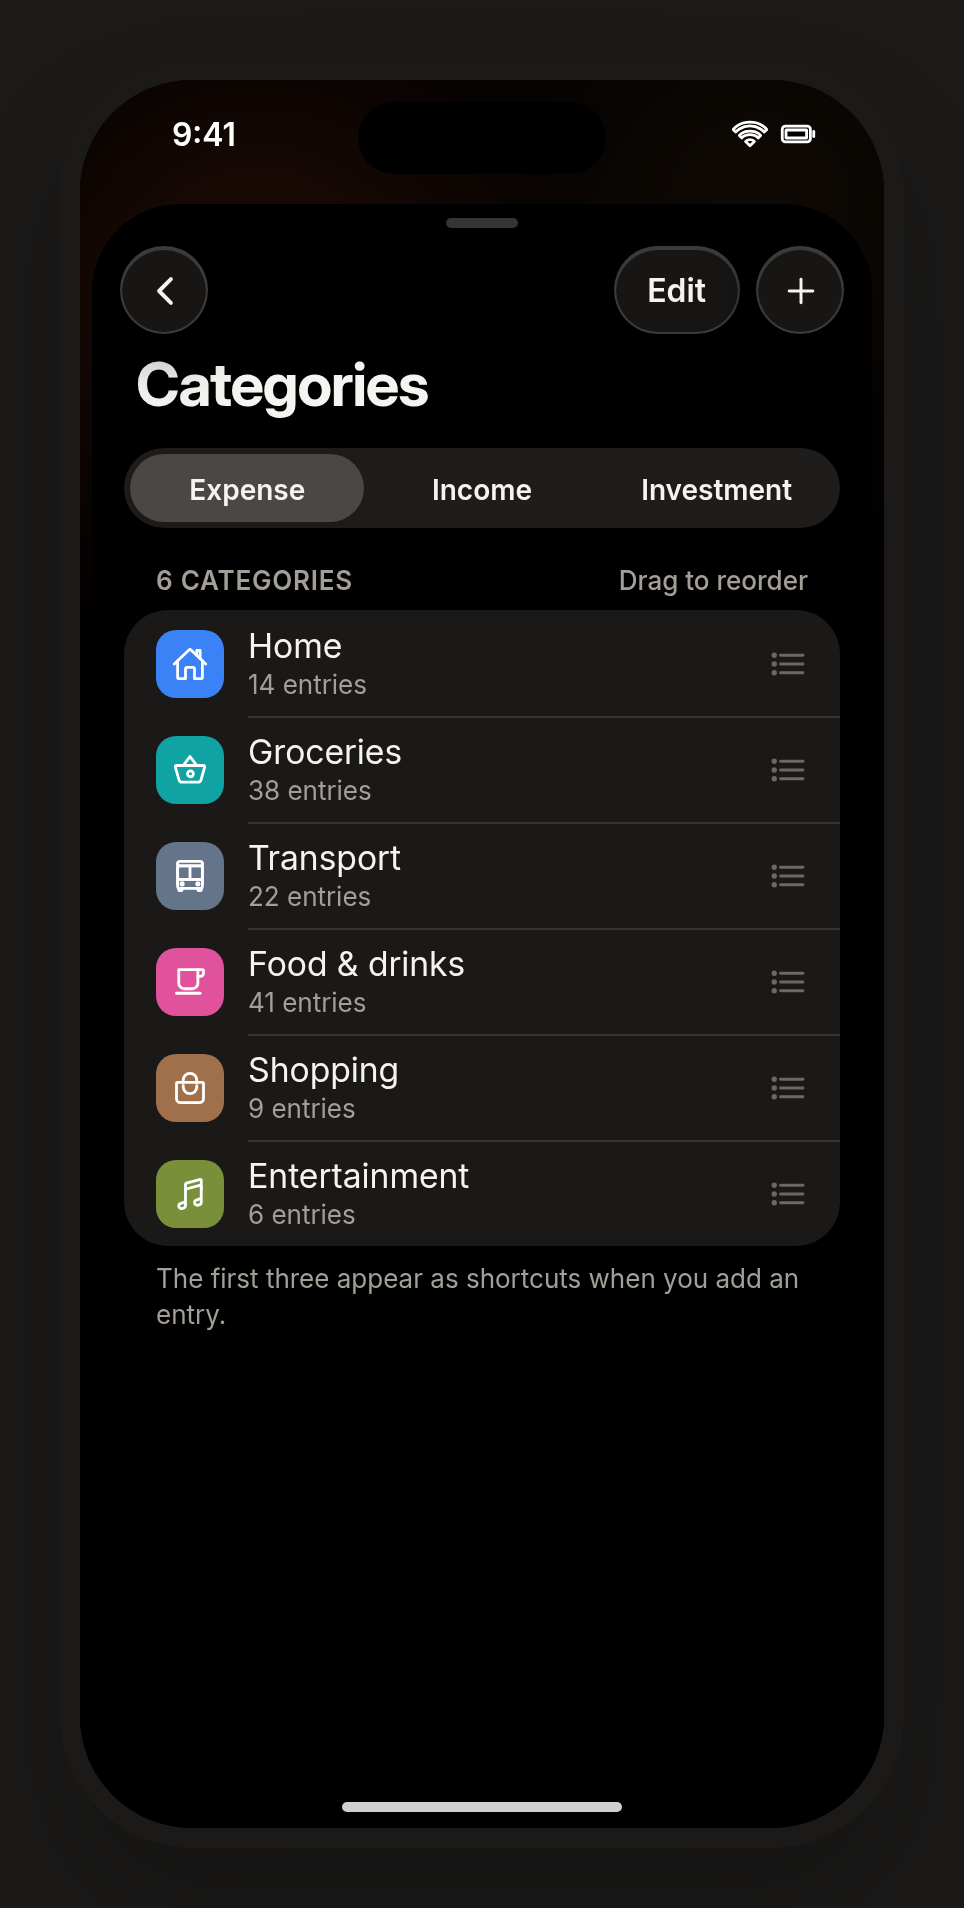 9:41
Edit
Categories
Expense
Income
Investment
6 CATEGORIES
Drag to reorder
Home
14 entries
Groceries
38 entries
Transport
22 entries
Food & drinks
41 entries
Shopping
9 entries
Entertainment
6 entries
The first three appear as shortcuts when you add an
entry.